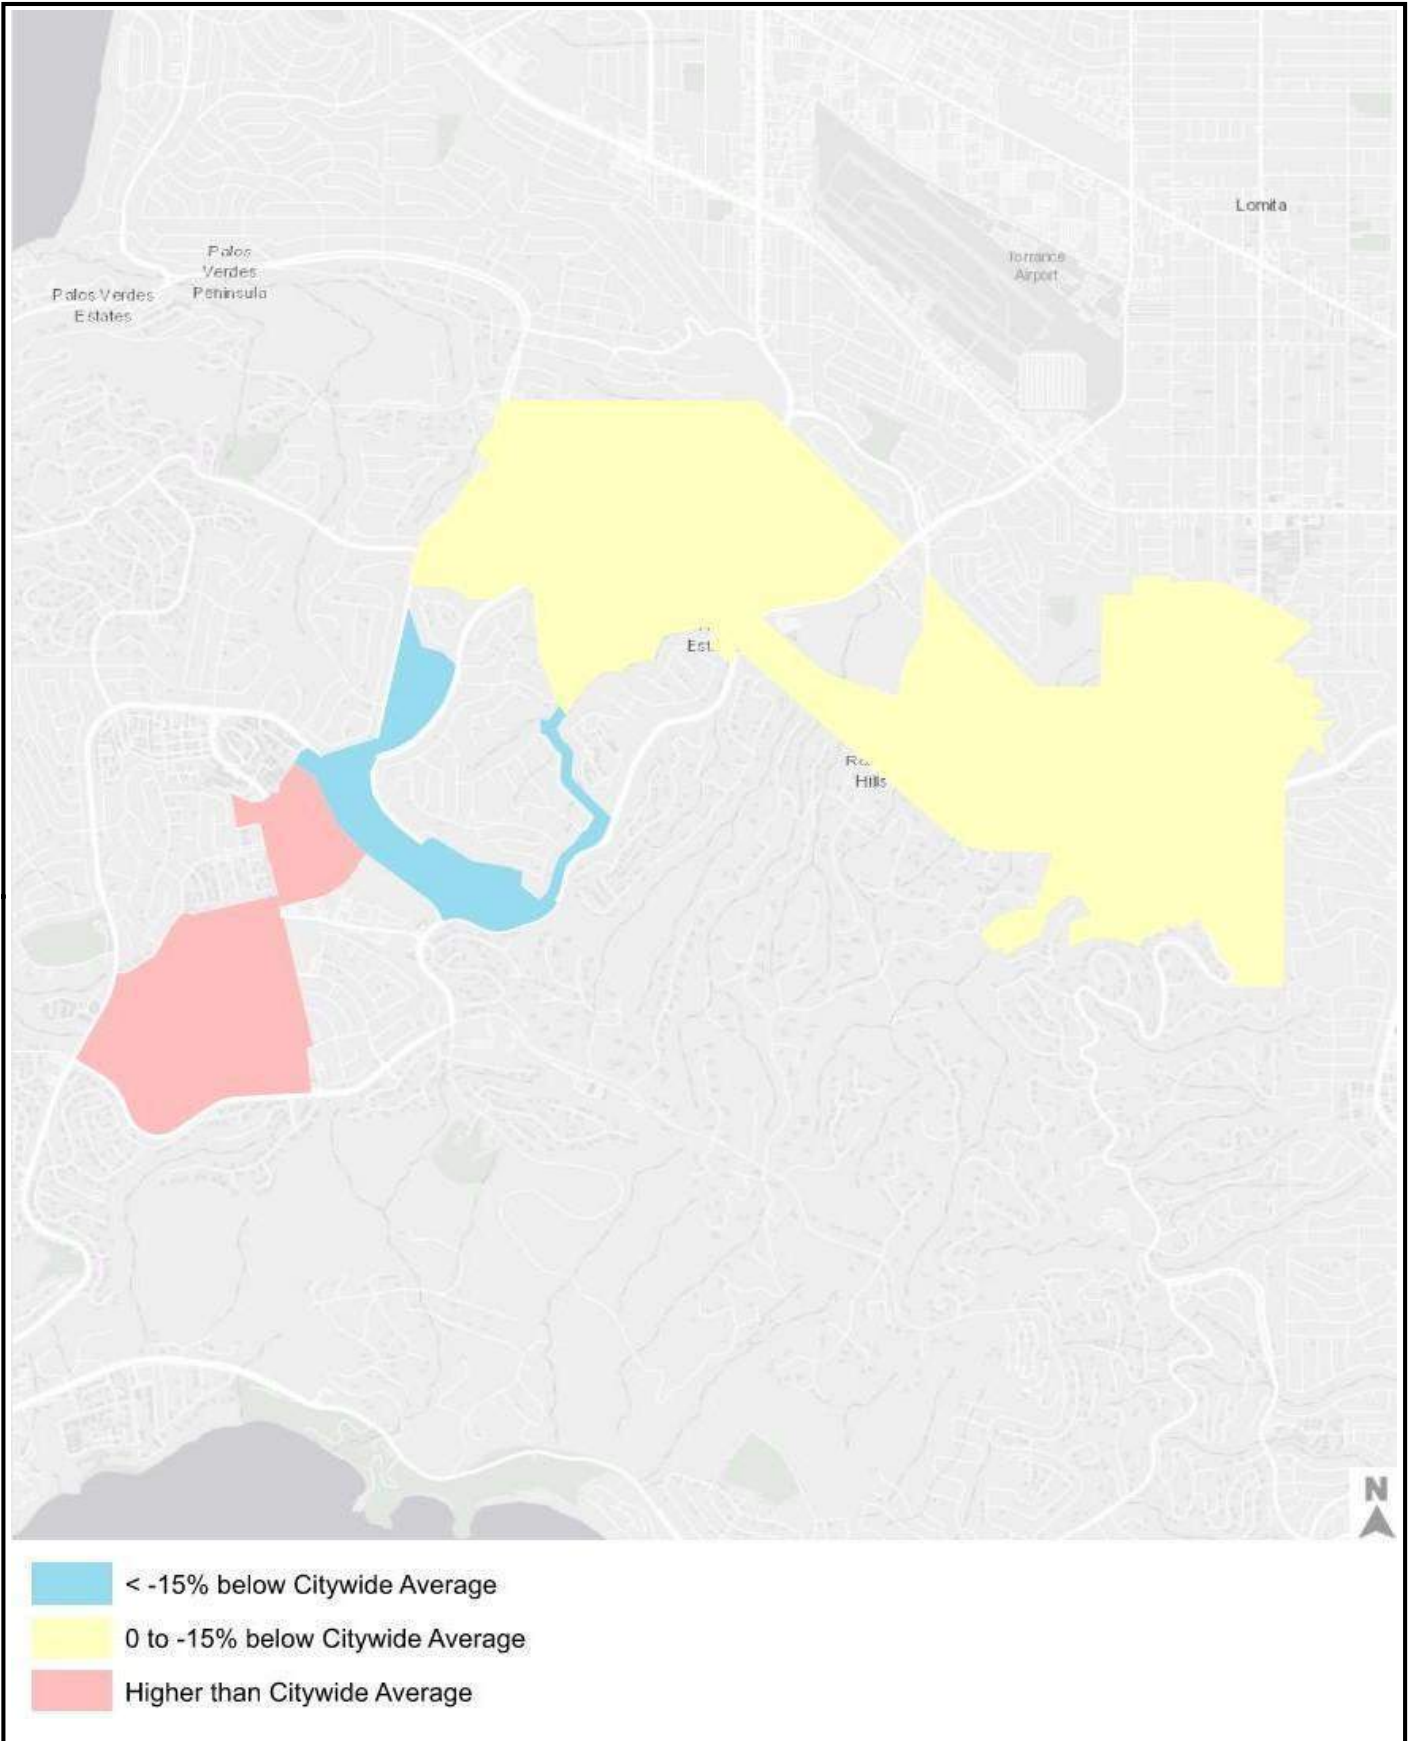 Lomita
Torrance
Airport
Palos
Verdes
Peninsula
Palos Verdes
Estates
Est
Hills
N
< -15% below Citywide Average
0 to -15% below Citywide Average
Higher than Citywide Average